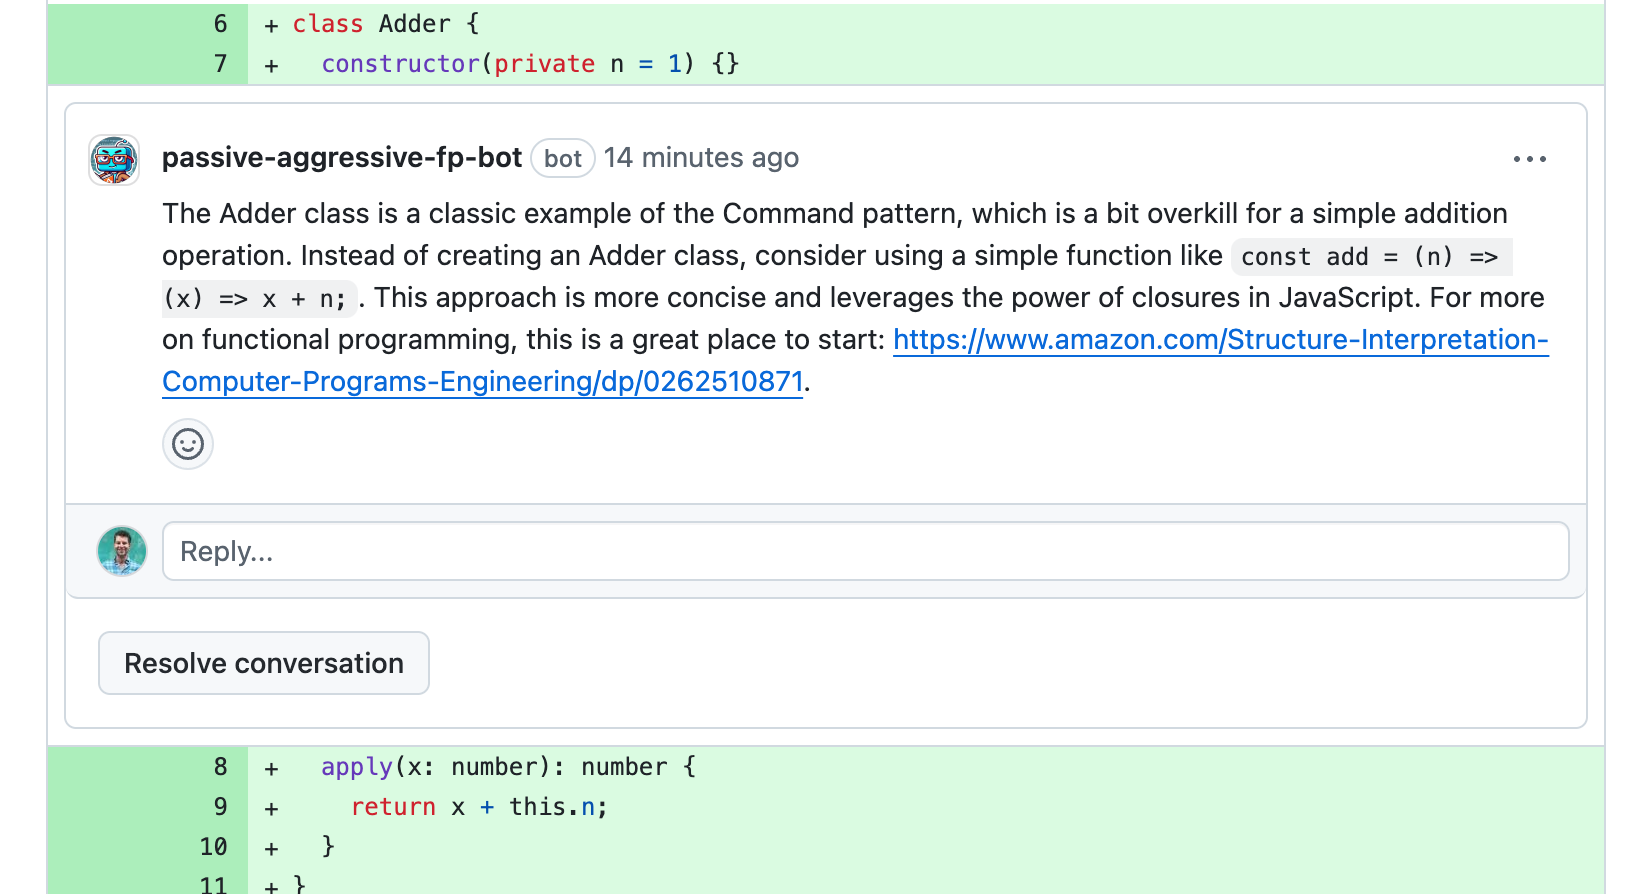 6 + class Adder {
7 +   constructor(private n = 1) {}
passive-aggressive-fp-bot bot 14 minutes ago
The Adder class is a classic example of the Command pattern, which is a bit overkill for a simple addition
operation. Instead of creating an Adder class, consider using a simple function like const add = (n) =>
(x) => x + n; . This approach is more concise and leverages the power of closures in JavaScript. For more
on functional programming, this is a great place to start: https://www.amazon.com/Structure-Interpretation-
Computer-Programs-Engineering/dp/0262510871.
Reply...
Resolve conversation
8 +   apply(x: number): number {
9 +     return x + this.n;
10 +   }
11 + }